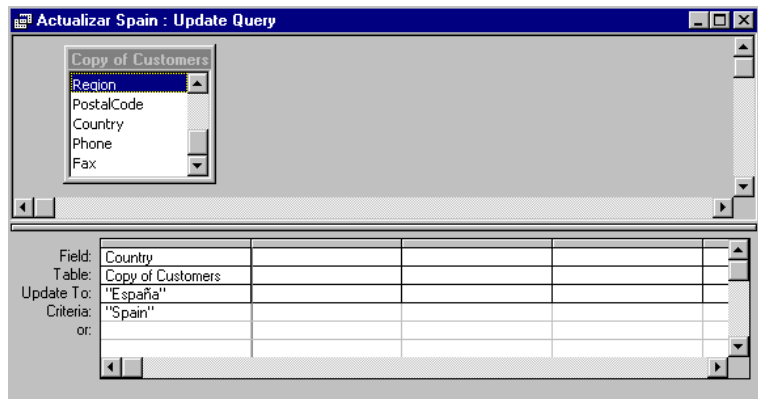 Actualizar Spain : Update Query
Copy of Customers
Region
PostalCode
Country
Phone
Fax
Field: Country
Table: Copy of Customers
Update To: "España"
Criteria: "Spain"
or: